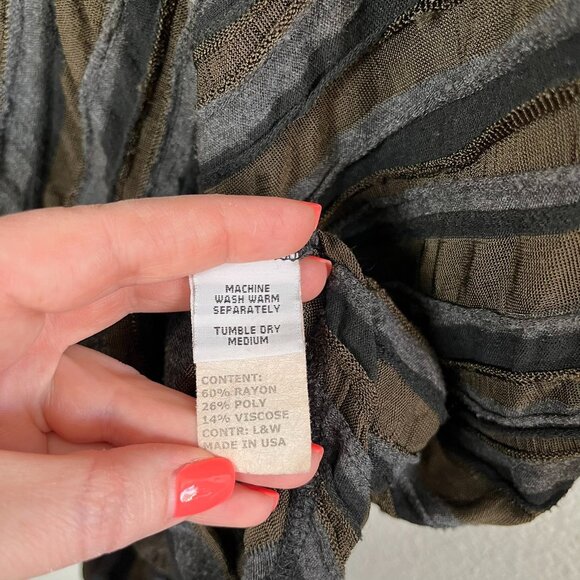 MACHINE
WASH WARM
SEPARATELY
TUMBLE DRY
MEDIUM
CONTENT:
60% RAYON
26% POLY
14% VISCOSE
CONTR: L&W
MADE IN USA